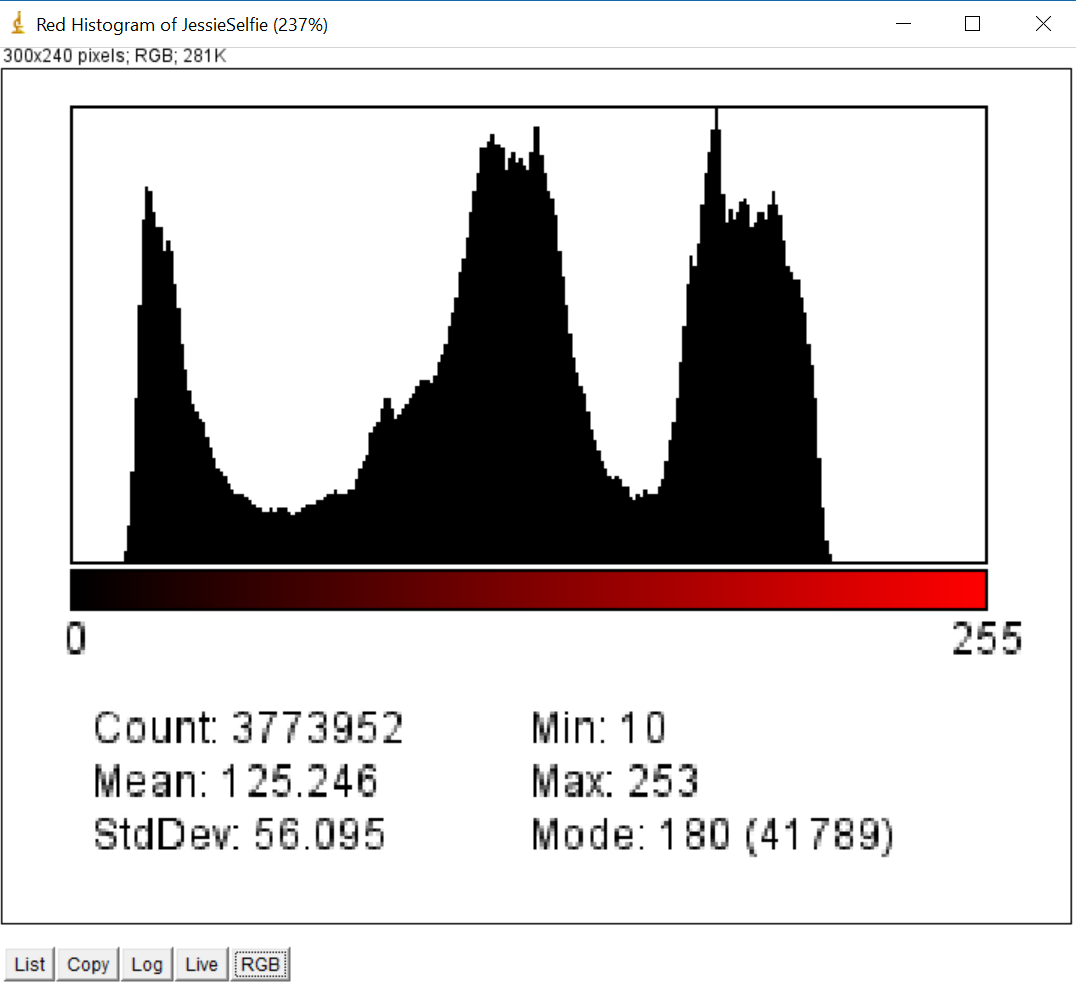 Red Histogram of JessieSelfie (237%)
300x240 pixels; RGB; 281K
0 255
Count: 3773952 Min: 10
Mean: 125.246 Max: 253
StdDev: 56.095 Mode: 180 (41789)
List Copy Log Live RGB